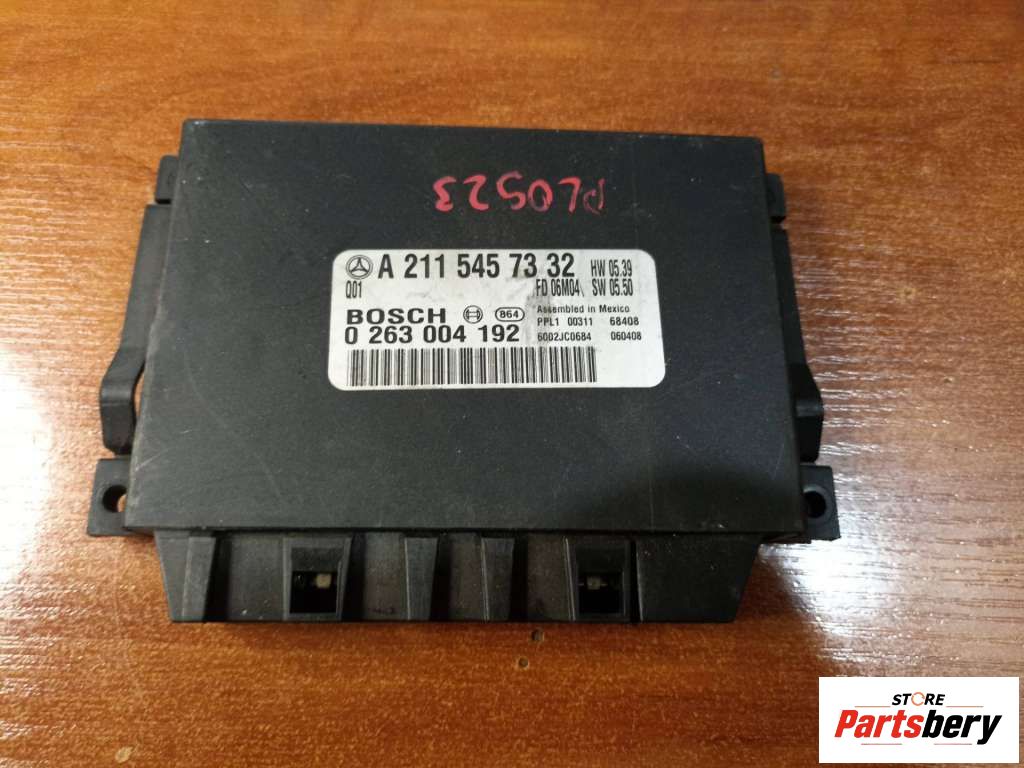 PL0523
A 211 545 73 32 HW 05.39
Q01 FD 06M04 SW 05.50
BOSCH 864 Assembled in Mexico
PPL1 00311 68408
0 263 004 192 6002JC0684 060408
STORE
Partsbery